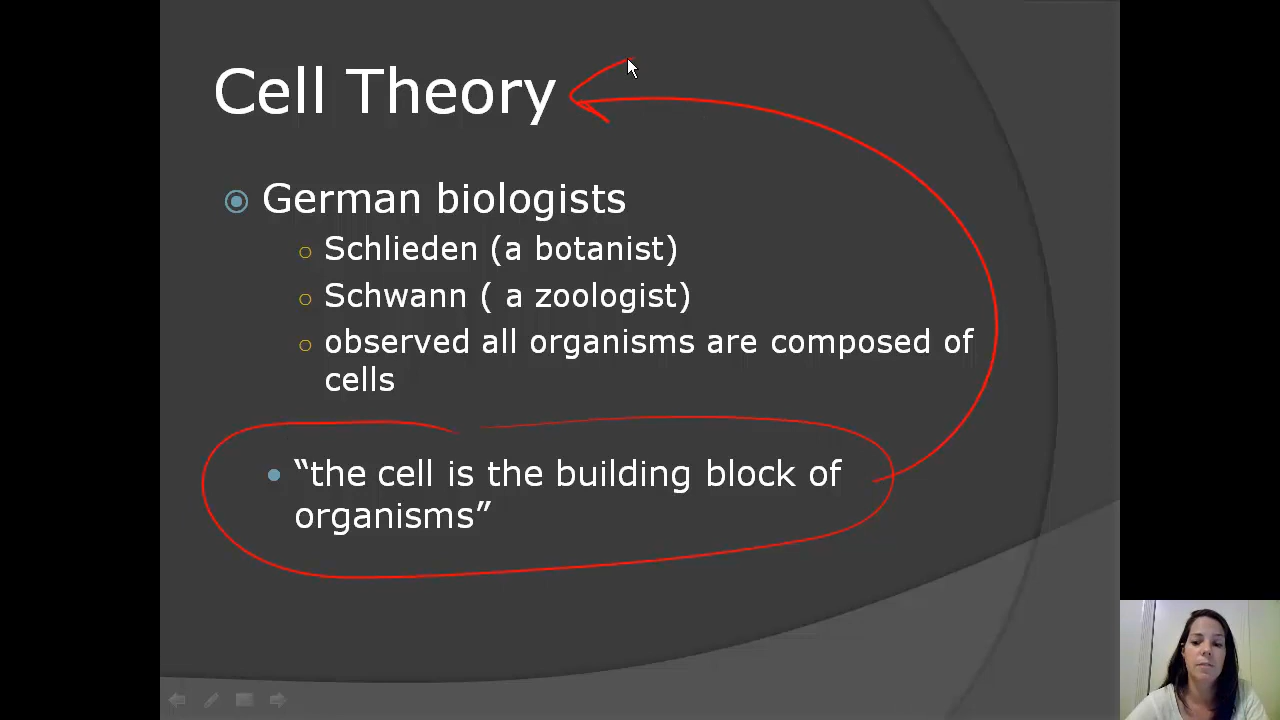 Cell Theory
German biologists
Schlieden (a botanist)
Schwann ( a zoologist)
observed all organisms are composed of
cells
“the cell is the building block of
organisms”